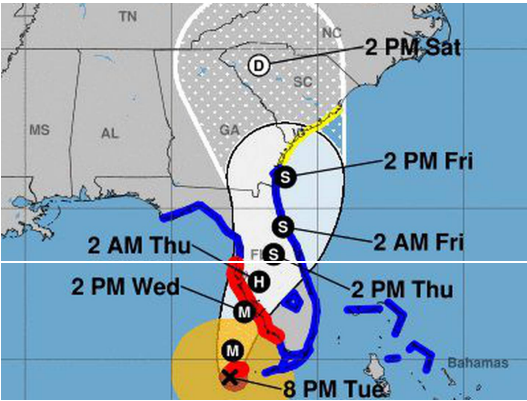 TN
NC
2 PM Sat
D
SC
MS
AL
GA
2 PM Fri
S
S
2 AM Fri
2 AM Thu
FL
S
2 PM Wed
H
2 PM Thu
M
M
Bahamas
8 PM Tue